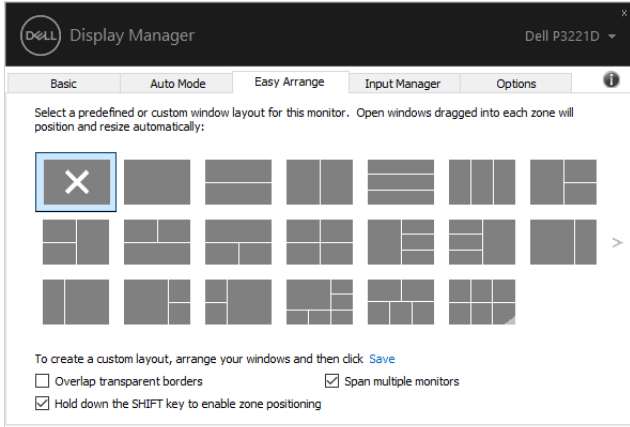 x
DELL Display Manager Dell P3221D
Basic Auto Mode Easy Arrange Input Manager Options i
Select a predefined or custom window layout for this monitor. Open windows dragged into each zone will
position and resize automatically:
>
To create a custom layout, arrange your windows and then click Save
Overlap transparent borders Span multiple monitors
Hold down the SHIFT key to enable zone positioning